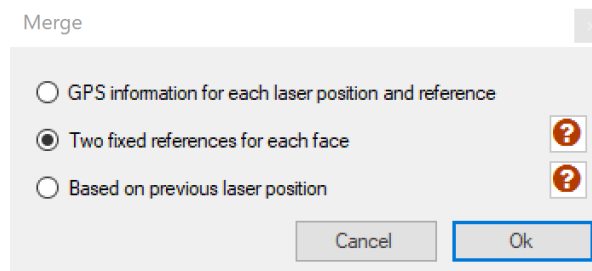 Merge
GPS information for each laser position and reference
Two fixed references for each face
Based on previous laser position
Cancel
Ok